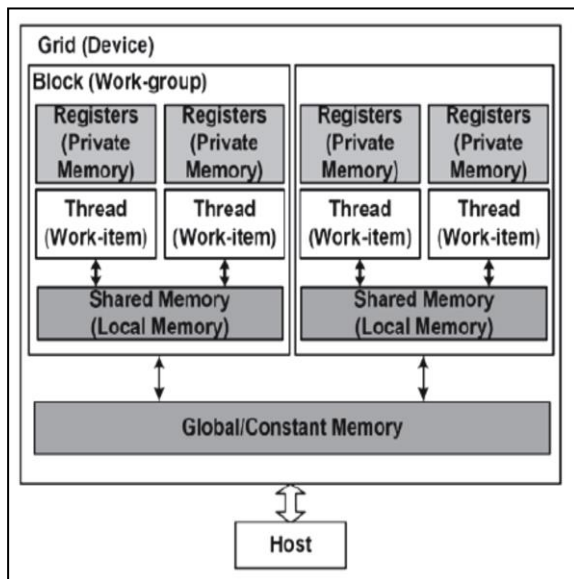 Grid (Device)
Block (Work-group)
Registers
(Private
Memory)
Registers
(Private
Memory)
Thread
(Work-item)
Thread
(Work-item)
Shared Memory
(Local Memory)
Registers
(Private
Memory)
Registers
(Private
Memory)
Thread
(Work-item)
Thread
(Work-item)
Shared Memory
(Local Memory)
Global/Constant Memory
Host